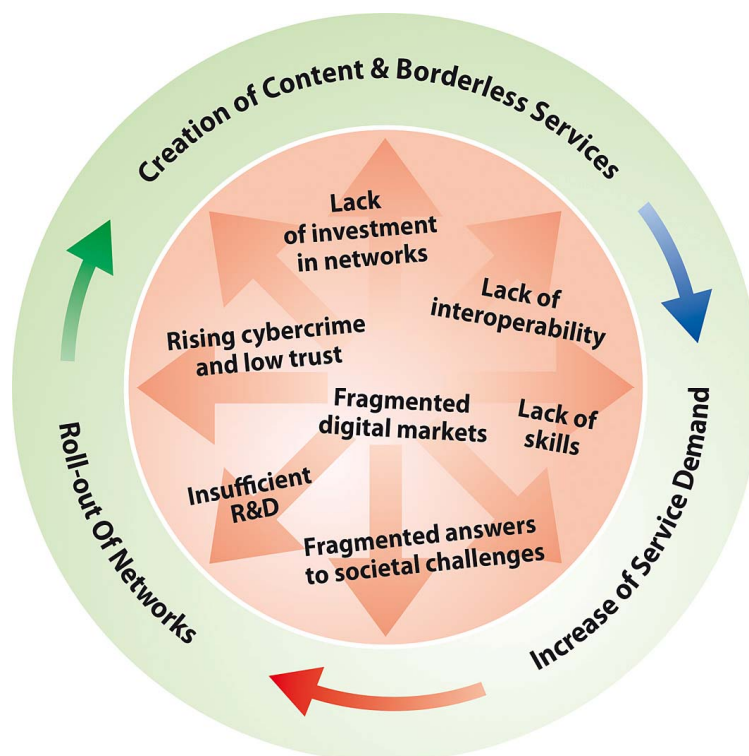 Creation of Content & Borderless Services
Lack
of investment
in networks
Lack of
interoperability
Rising cybercrime
and low trust
Fragmented
digital markets
Lack of
skills
Insufficient
R&D
Fragmented answers
to societal challenges
Increase of Service Demand
Roll-out Of Networks